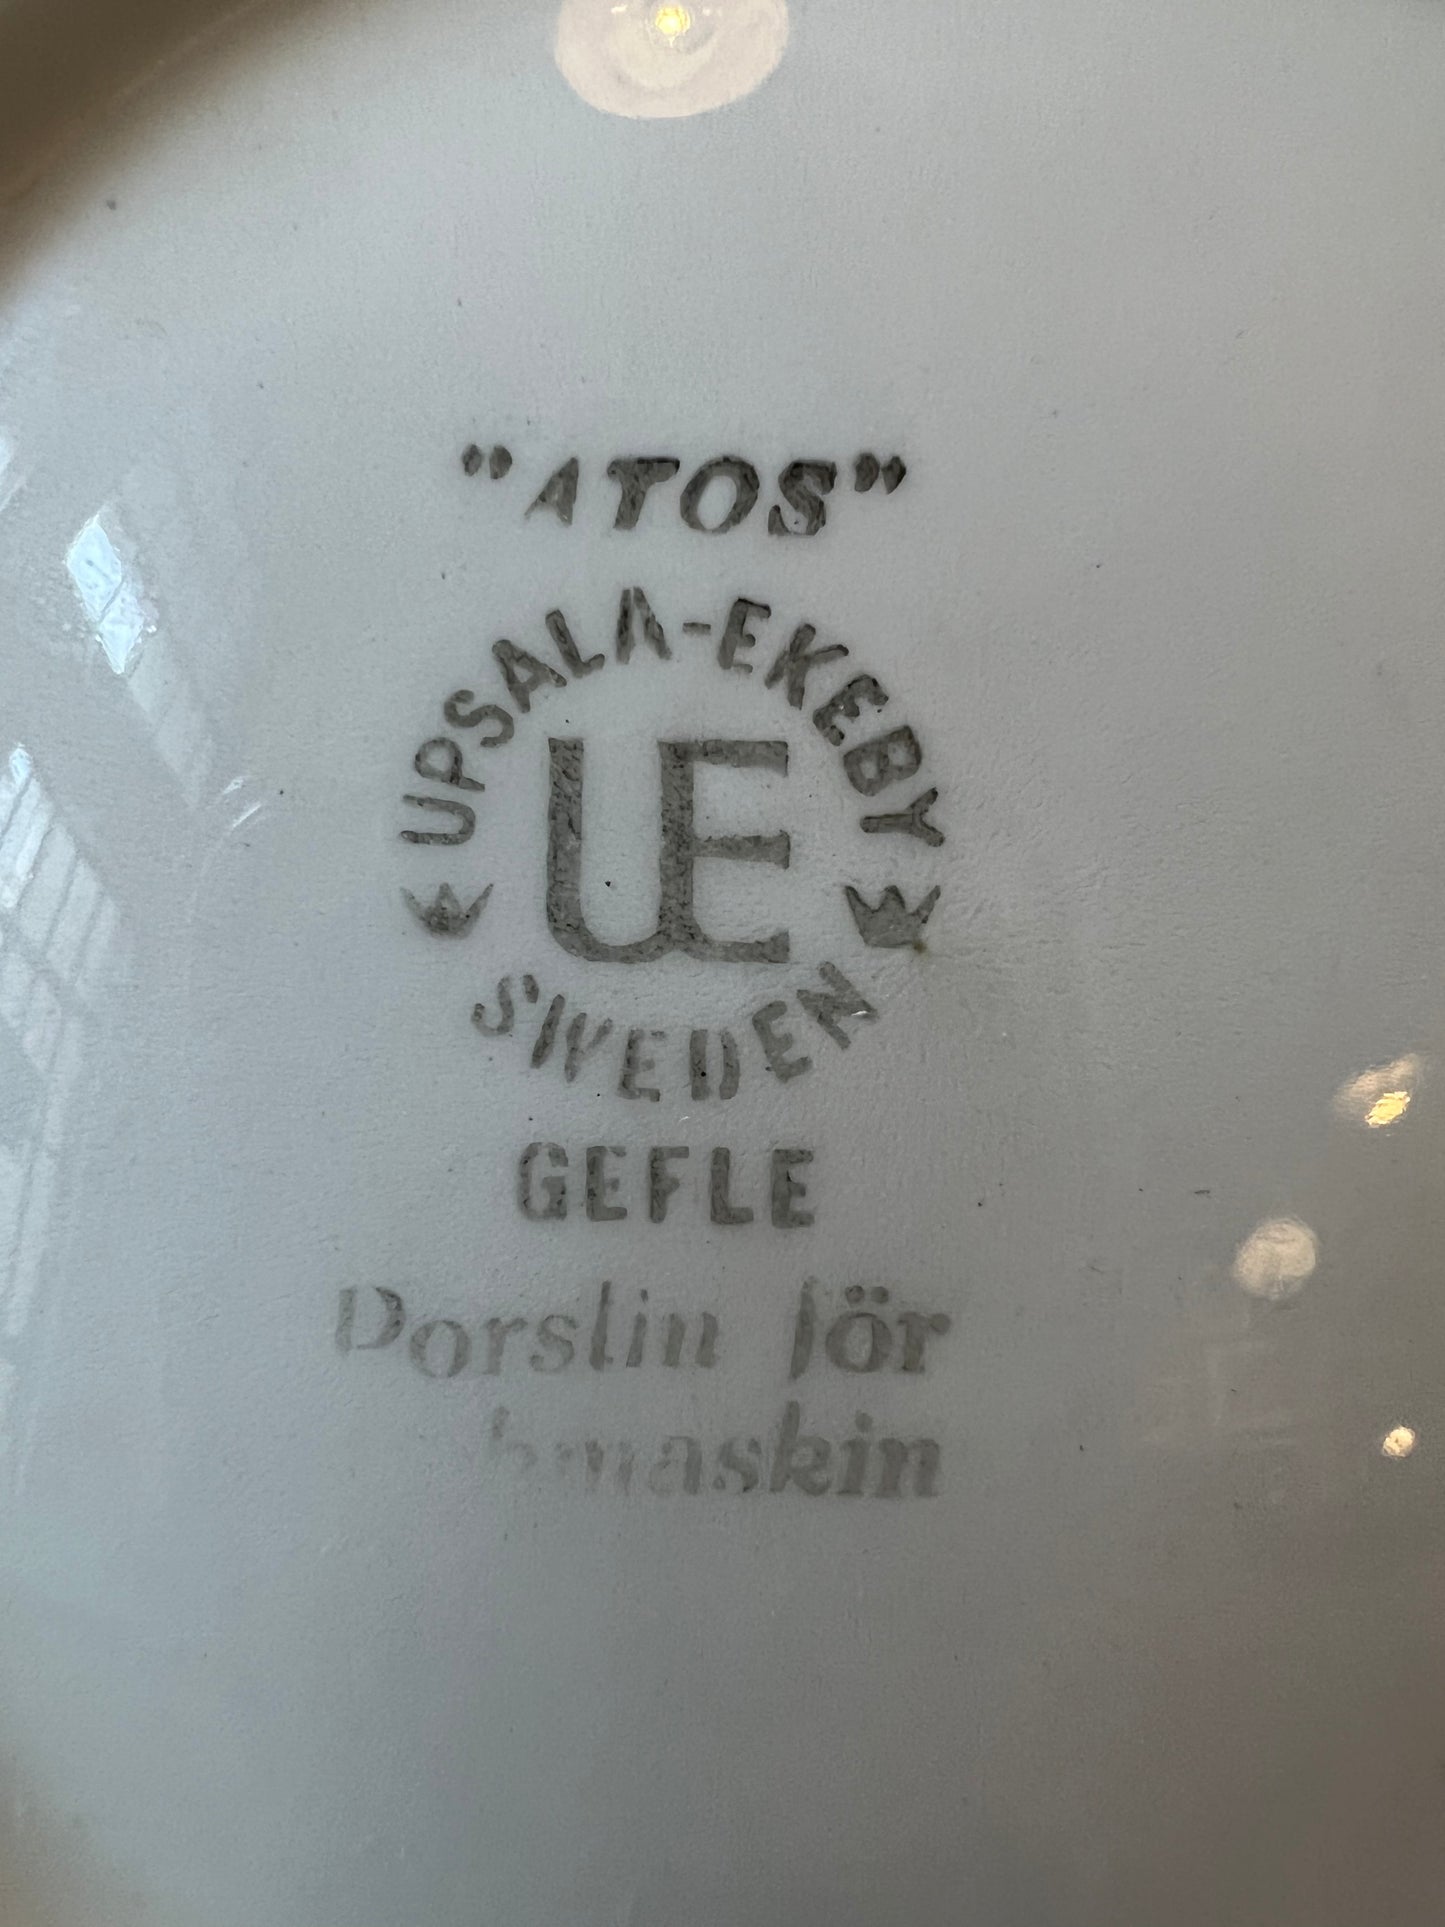 "ATOS"
UPSALA-EKEBY
UE
SWEDEN
GEFLE
Porslin för